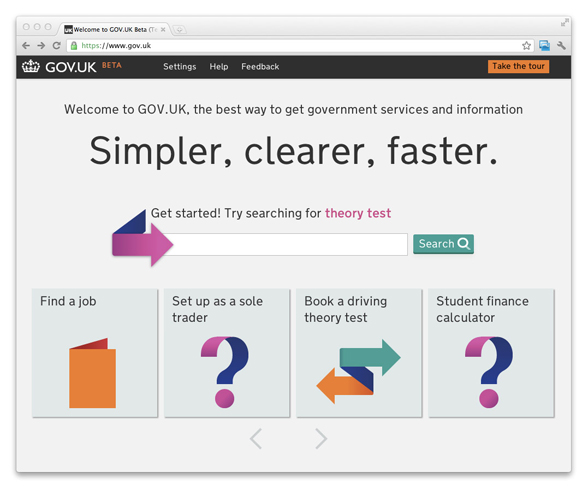 Welcome to GOV.UK Beta (Te
https://www.gov.uk
GOV.UK BETA Settings Help Feedback Take the tour
Welcome to GOV.UK, the best way to get government services and information
Simpler, clearer, faster.
Get started! Try searching for theory test
Search
Find a job
Set up as a sole
trader
Book a driving
theory test
Student finance
calculator